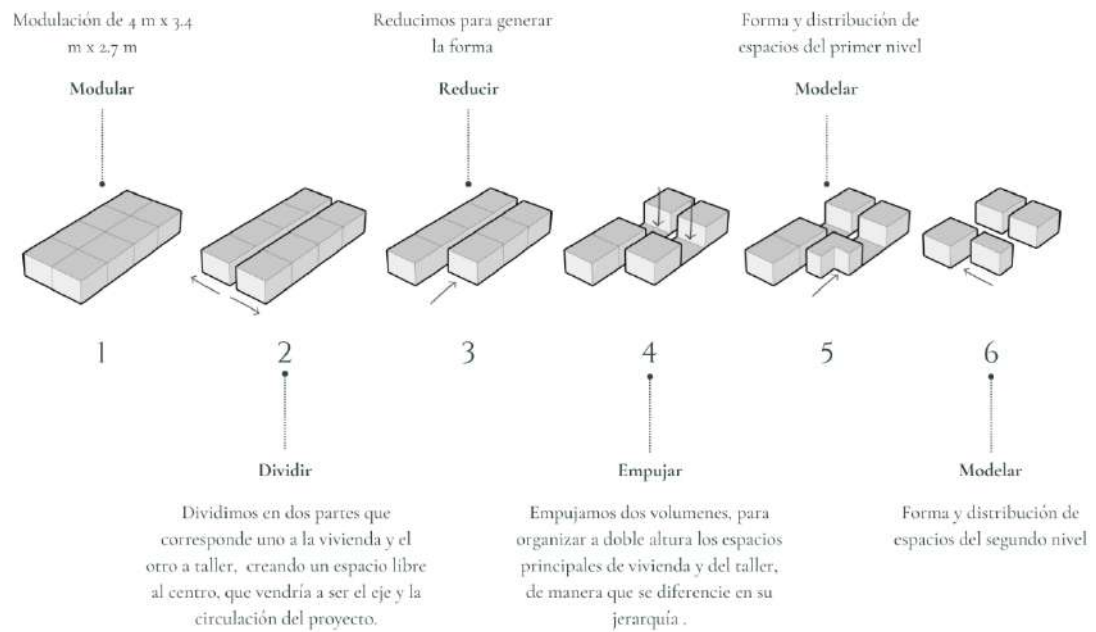 Modulación de 4 m x 3.4
m x 2.7 m
Modular
Reducimos para generar
la forma
Reducir
Forma y distribución de
espacios del primer nivel
Modelar
1
2
3
4
5
6
Dividir
Dividimos en dos partes que
corresponde uno a la vivienda y el
otro a taller, creando un espacio libre
al centro, que vendría a ser el eje y la
circulación del proyecto.
Empujar
Empujamos dos volumenes, para
organizar a doble altura los espacios
principales de vivienda y del taller,
de manera que se diferencie en su
jerarquía .
Modelar
Forma y distribución de
espacios del segundo nivel